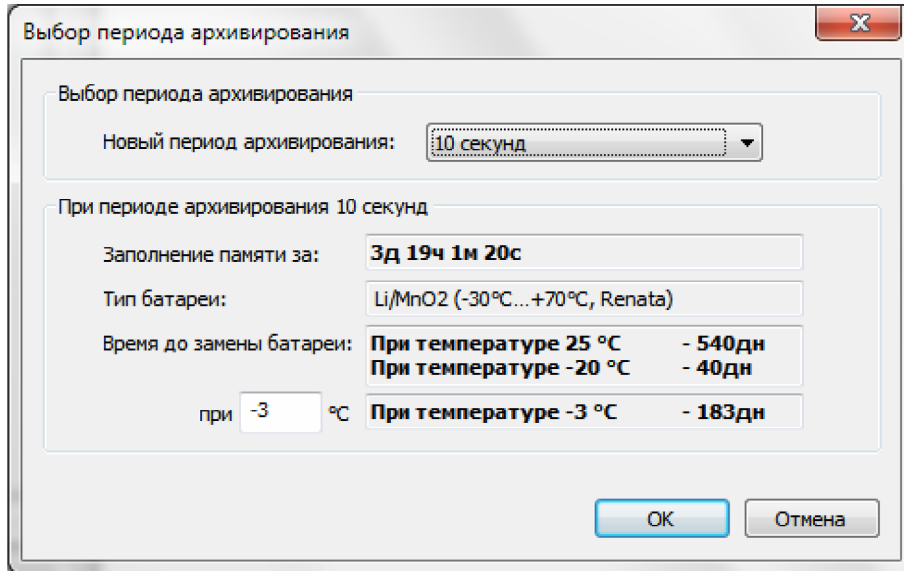 Выбор периода архивирования
Выбор периода архивирования
Новый период архивирования: 10 секунд
При периоде архивирования 10 секунд
Заполнение памяти за: 3д 19ч 1м 20с
Тип батареи: Li/MnO2 (-30°C...+70°C, Renata)
Время до замены батареи: При температуре 25 °C - 540дн
При температуре -20 °C - 40дн
при -3 °C При температуре -3 °C - 183дн
OK Отмена